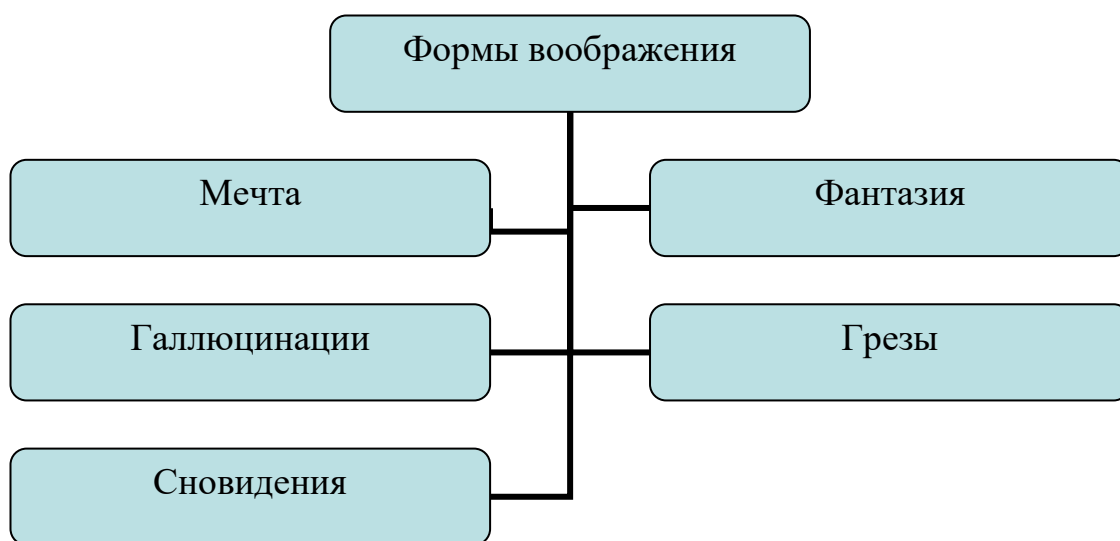 Формы воображения
Мечта
Фантазия
Галлюцинации
Грезы
Сновидения